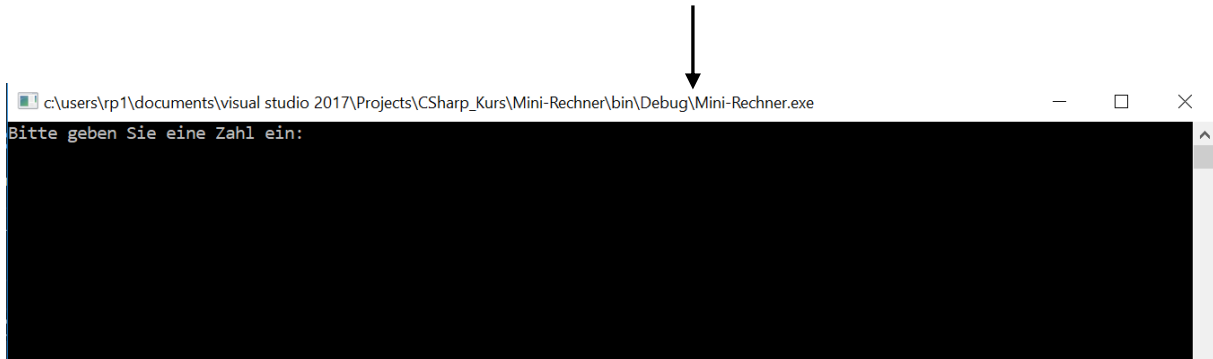 c:\users\rp1\documents\visual studio 2017\Projects\CSharp_Kurs\Mini-Rechner\bin\Debug\Mini-Rechner.exe
Bitte geben Sie eine Zahl ein: